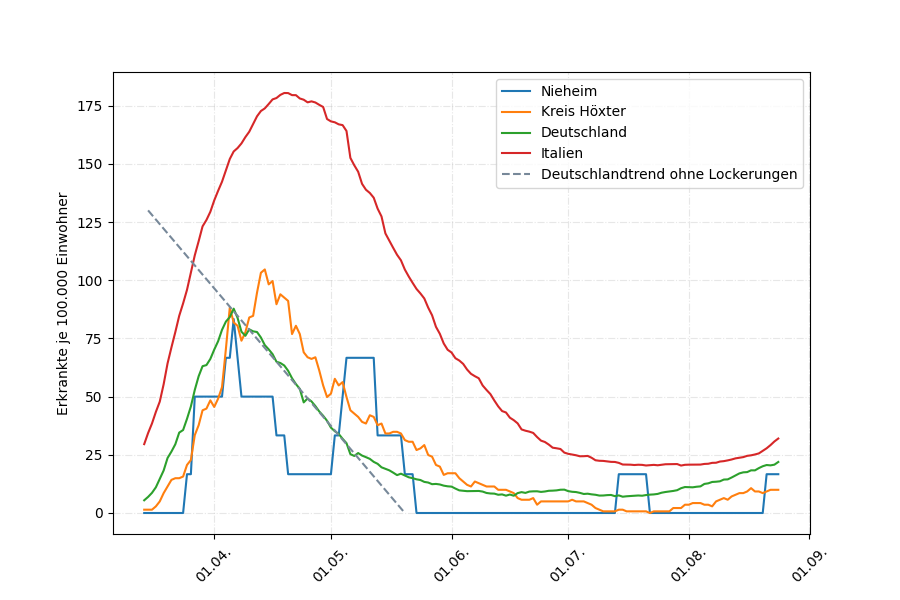 Nieheim
Kreis Höxter
Deutschland
Italien
Deutschlandtrend ohne Lockerungen
Erkrankte je 100.000 Einwohner
175
150
125
100
75
50
25
0
01.04.
01.05.
01.06.
01.07.
01.08.
01.09.